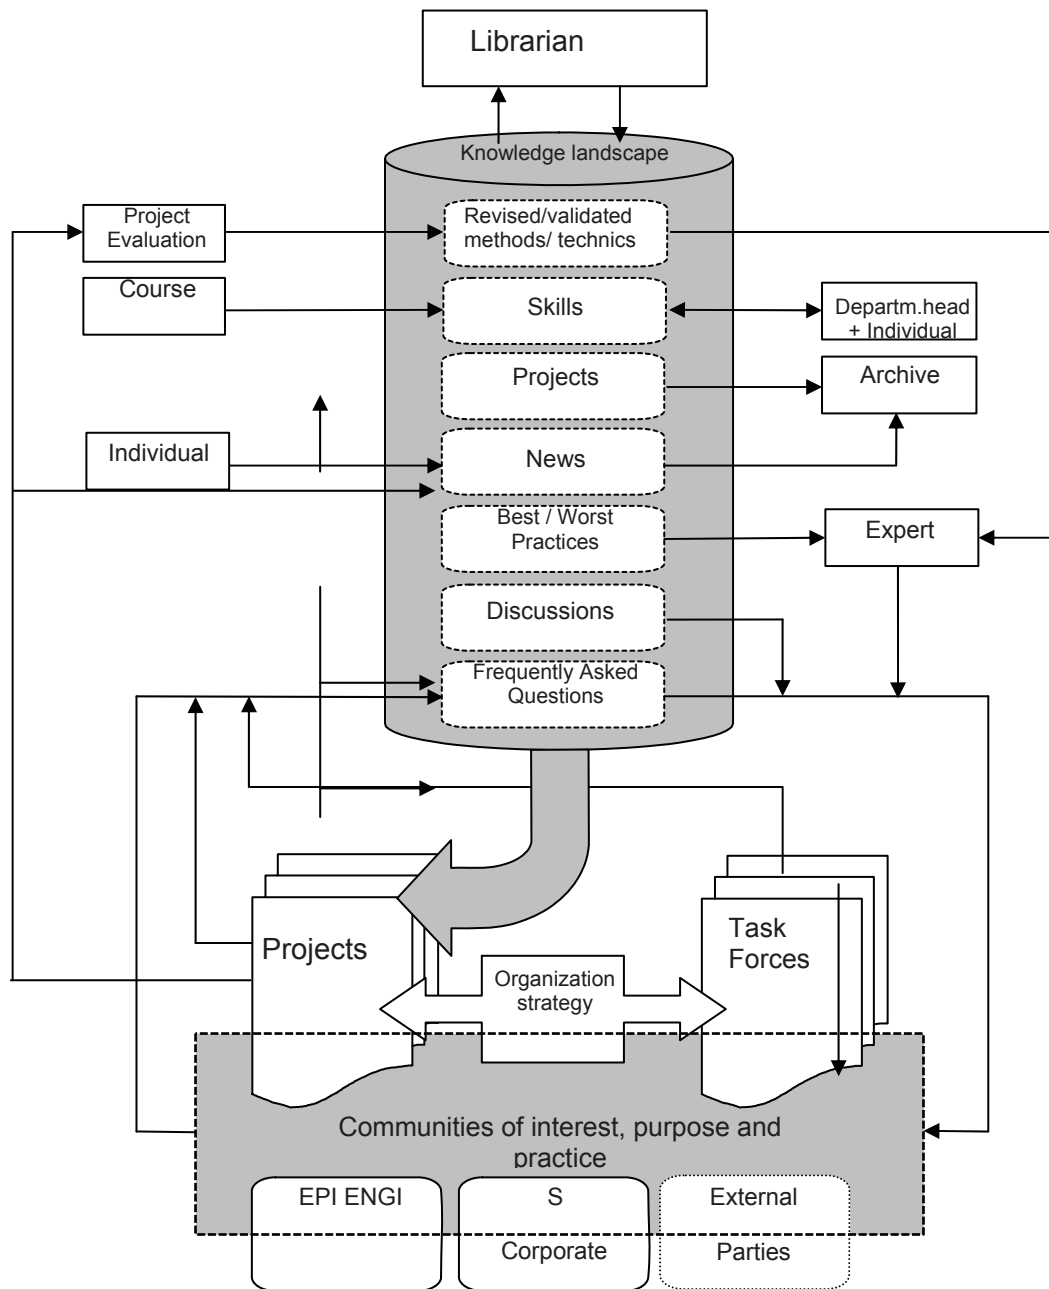 Librarian
Knowledge landscape
Project
Evaluation
Revised/validated
methods/ technics
Course
Skills
Departm.head
+ Individual
Projects
Archive
Individual
News
Best / Worst
Practices
Expert
Discussions
Frequently Asked
Questions
Projects
Organization
strategy
Task
Forces
Communities of interest, purpose and
practice
EPI ENGI
S
Corporate
External
Parties